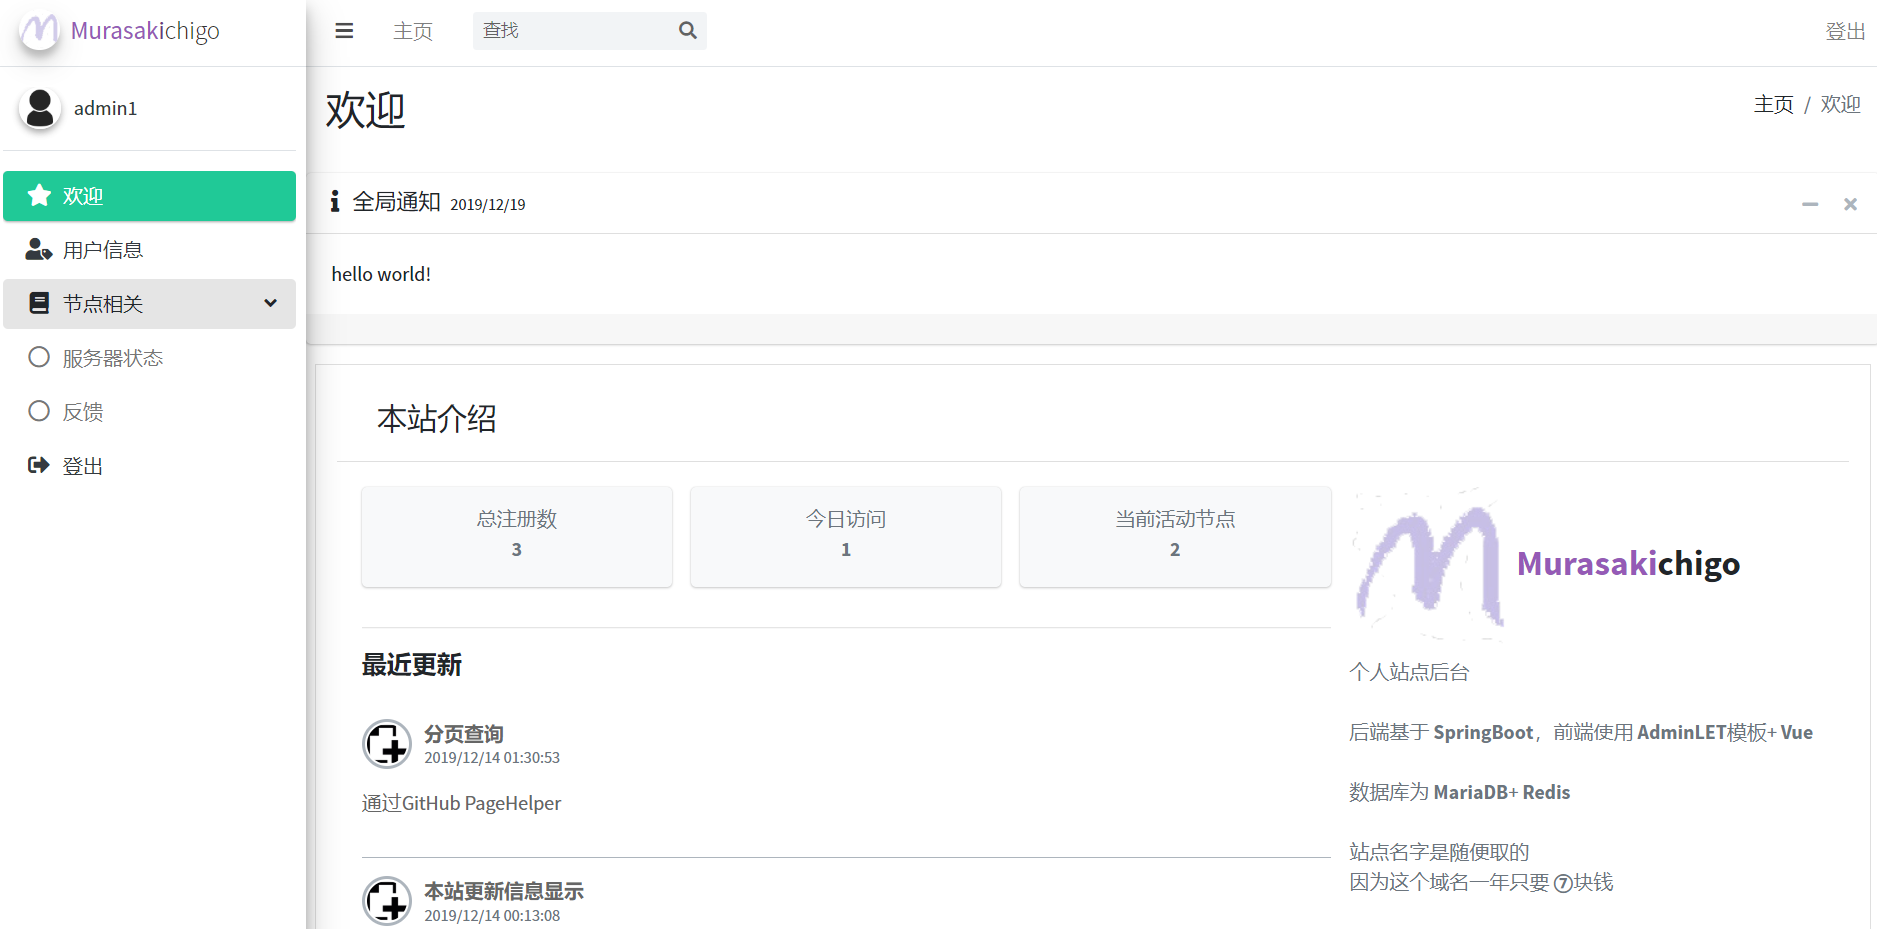 Murasakichigo
主页
查找
登出
admin1
欢迎
用户信息
节点相关
服务器状态
反馈
登出
欢迎
主页 / 欢迎
全局通知 2019/12/19
hello world!
本站介绍
总注册数
3
今日访问
1
当前活动节点
2
最近更新
分页查询
2019/12/14 01:30:53
通过GitHub PageHelper
本站更新信息显示
2019/12/14 00:13:08
Murasakichigo
个人站点后台
后端基于 SpringBoot，前端使用 AdminLET模板+ Vue
数据库为 MariaDB+ Redis
站点名字是随便取的
因为这个域名一年只要 ⑦块钱